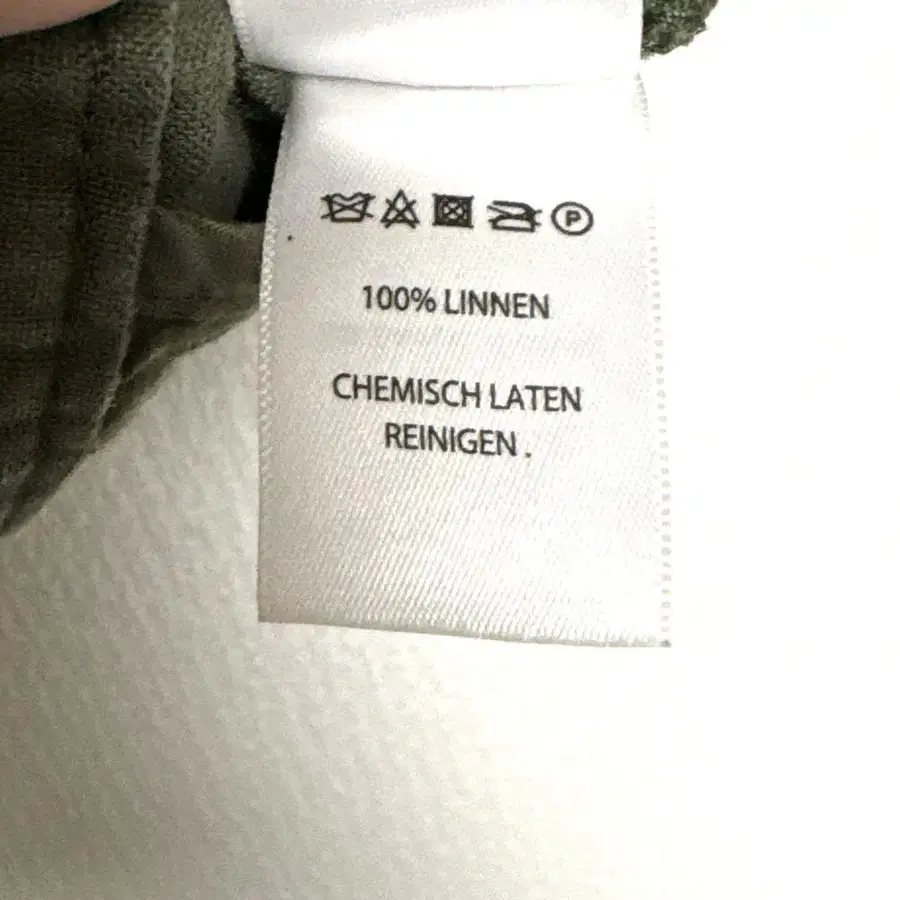 P
100% LINNEN
CHEMISCH LATEN
REINIGEN .